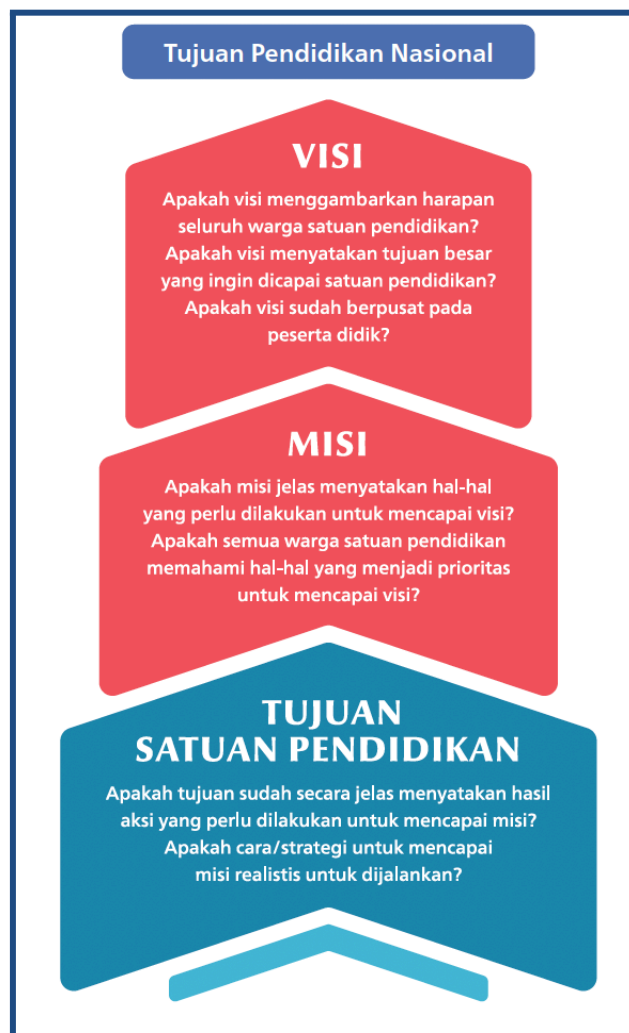 Tujuan Pendidikan Nasional
VISI
Apakah visi menggambarkan harapan
seluruh warga satuan pendidikan?
Apakah visi menyatakan tujuan besar
yang ingin dicapai satuan pendidikan?
Apakah visi sudah berpusat pada
peserta didik?
MISI
Apakah misi jelas menyatakan hal-hal
yang perlu dilakukan untuk mencapai visi?
Apakah semua warga satuan pendidikan
memahami hal-hal yang menjadi prioritas
untuk mencapai visi?
TUJUAN
SATUAN PENDIDIKAN
Apakah tujuan sudah secara jelas menyatakan hasil
aksi yang perlu dilakukan untuk mencapai misi?
Apakah cara/strategi untuk mencapai
misi realistis untuk dijalankan?